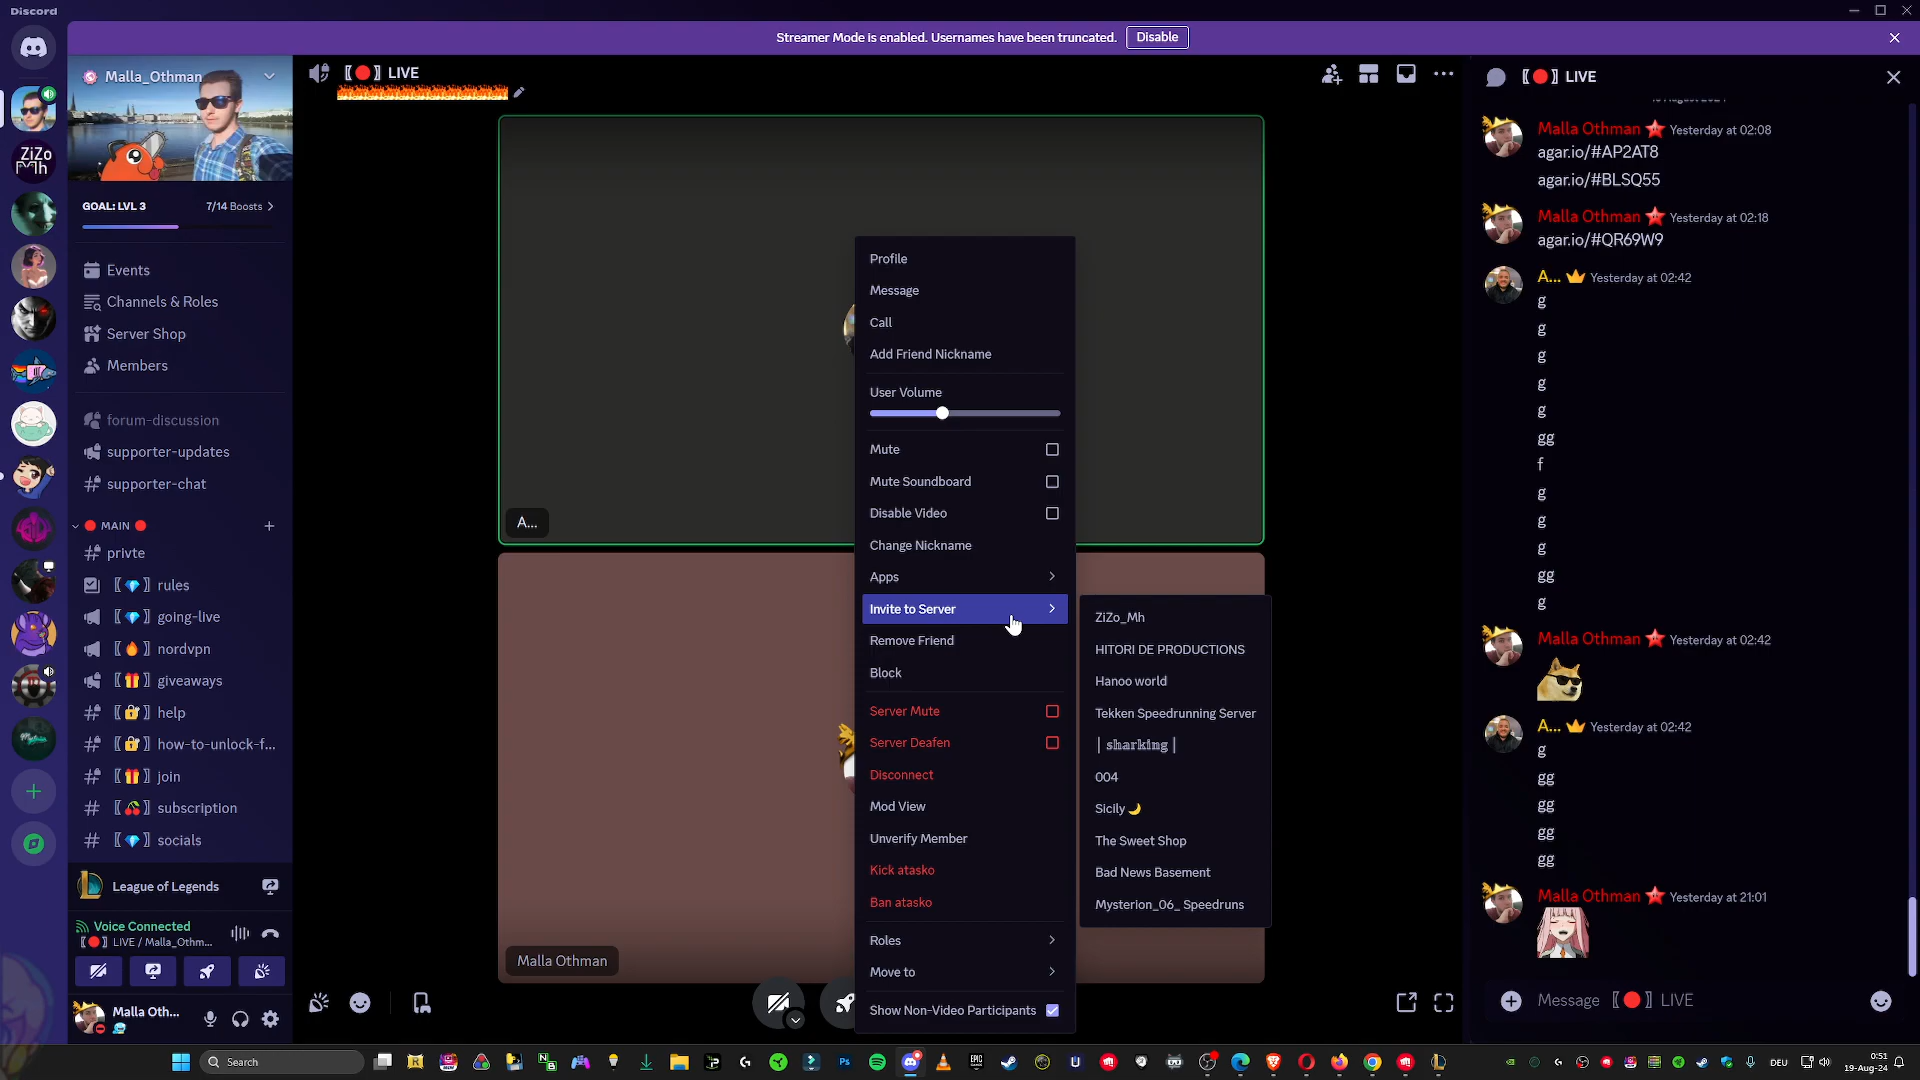 Discord
Streamer Mode is enabled. Usernames have been truncated.
Disable
Malla_Othman
GOAL: LVL 3
7/14 Boosts
Events
Channels & Roles
Server Shop
Members
forum-discussion
supporter-updates
supporter-chat
MAIN
privte
rules
going-live
nordvpn
giveaways
help
how-to-unlock-f...
join
subscription
socials
League of Legends
Voice Connected
LIVE / Malla_Othm...
Malla Oth...
ZiZo
Mh
LIVE
A...
Malla Othman
Profile
Message
Call
Add Friend Nickname
User Volume
Mute
Mute Soundboard
Disable Video
Change Nickname
Apps
Invite to Server
Remove Friend
Block
Server Mute
Server Deafen
Disconnect
Mod View
Unverify Member
Kick atasko
Ban atasko
Roles
Move to
Show Non-Video Participants
ZiZo_Mh
HITORI DE PRODUCTIONS
Hanoo world
Tekken Speedrunning Server
| 𝕤𝕙𝕒𝕣𝕜𝕚𝕟𝕘 |
004
Sicily 🌙
The Sweet Shop
Bad News Basement
Mysterion_06_ Speedruns
LIVE
Malla Othman Yesterday at 02:08
agar.io/#AP2AT8
agar.io/#BLSQ55
Malla Othman Yesterday at 02:18
agar.io/#QR69W9
A... Yesterday at 02:42
g
g
g
g
g
gg
f
g
g
g
gg
g
Malla Othman Yesterday at 02:42
A... Yesterday at 02:42
g
gg
gg
gg
gg
Malla Othman Yesterday at 21:01
Message 〚🔴〛 LIVE
Search
DEU
0:51
19-Aug-24